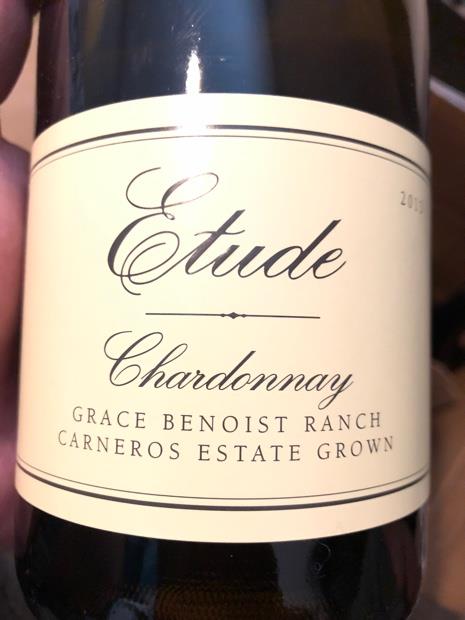 Etude
Chardonnay
GRACE BENOIST RANCH
CARNEROS ESTATE GROWN